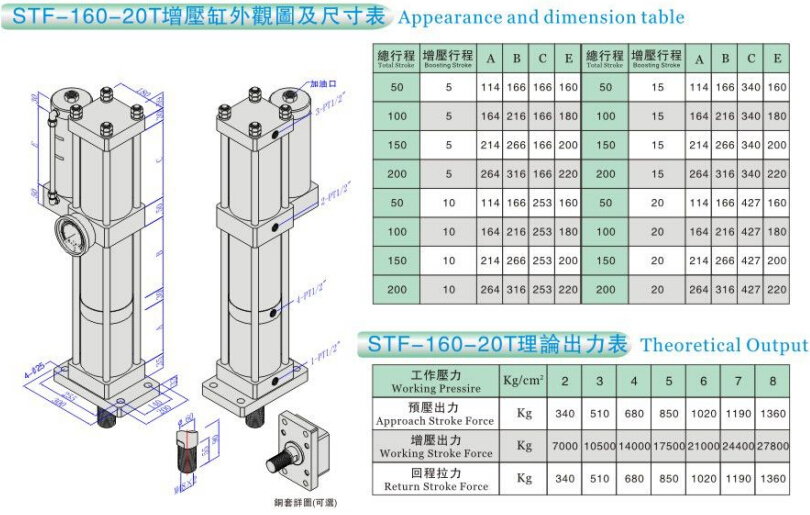 STF-160-20T增壓缸外觀圖及尺寸表 Appearance and dimension table
總行程 增壓行程 A B C E 總行程 增壓行程 A B C E
Total Stroke Boosting Stroke Total Stroke Boosting Stroke
50 5 114 166 166 160 50 15 114 166 340 160
100 5 164 216 166 180 100 15 164 216 340 180
150 5 214 266 166 200 150 15 214 266 340 200
200 5 264 316 166 220 200 15 264 316 340 220
50 10 114 166 253 160 50 20 114 166 427 160
100 10 164 216 253 180 100 20 164 216 427 180
150 10 214 266 253 200 150 20 214 266 427 200
200 10 264 316 253 220 200 20 264 316 427 220
加油口
3-PT1/2"
2-PT1/2"
4-PT1/2"
1-PT1/2"
E
C
B
A
4-Φ25
300
銅套詳圖(可選)
STF-160-20T理論出力表 Theoretical Output
工作壓力 Kg/cm² 2 3 4 5 6 7 8
Working Pressire
預壓出力 Kg 340 510 680 850 1020 1190 1360
Approach Stroke Force
增壓出力 Kg 7000 10500 14000 17500 21000 24400 27800
Working Stroke Force
回程拉力 Kg 340 510 680 850 1020 1190 1360
Return Stroke Force